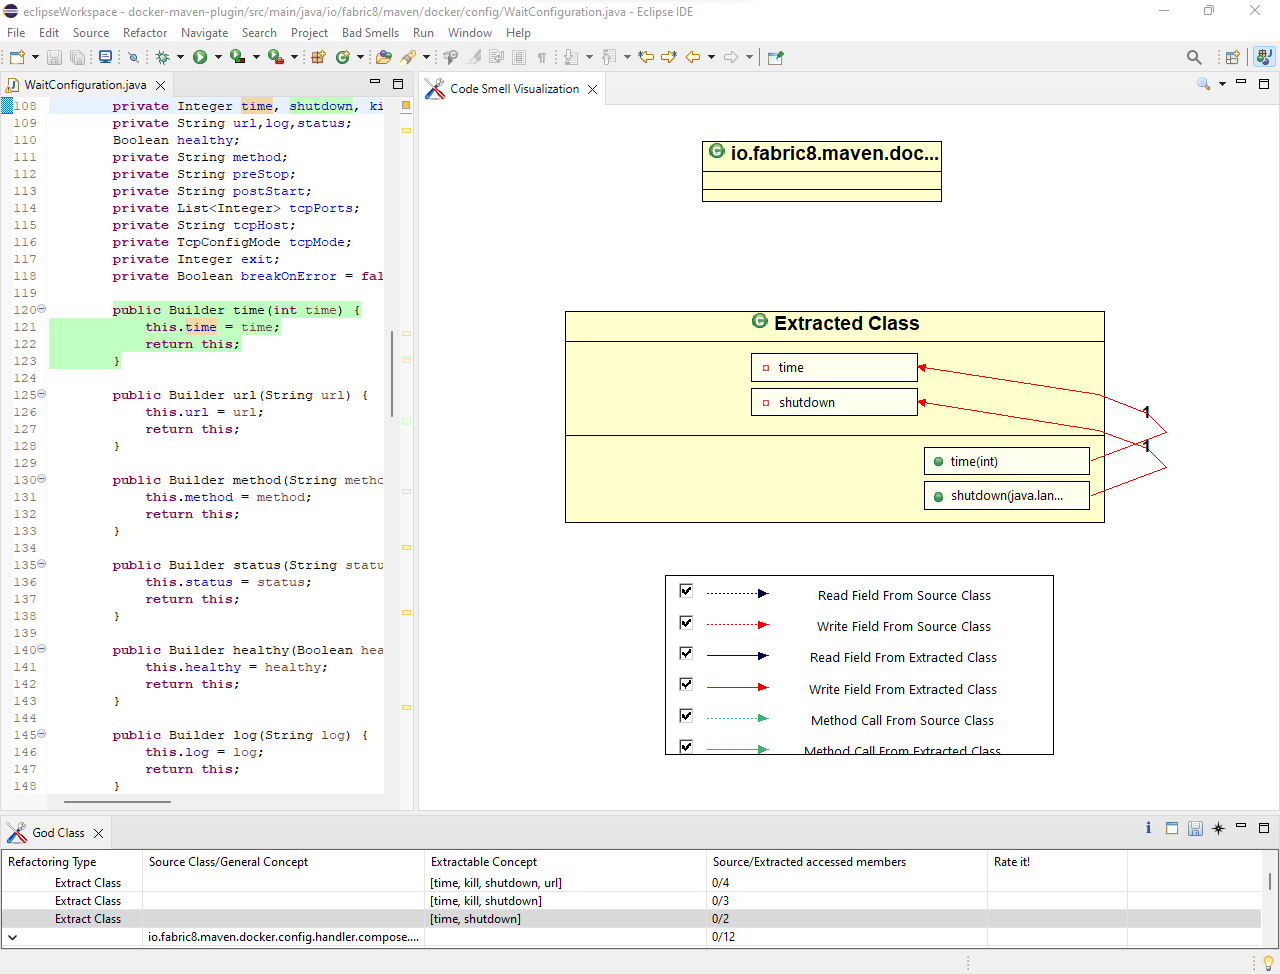 eclipseWorkspace - docker-maven-plugin/src/main/java/io/fabric8/maven/docker/config/WaitConfiguration.java - Eclipse IDE
File Edit Source Refactor Navigate Search Project Bad Smells Run Window Help
WaitConfiguration.java
108 private Integer time, shutdown, ki
109 private String url,log,status;
110 Boolean healthy;
111 private String method;
112 private String preStop;
113 private String postStart;
114 private List<Integer> tcpPorts;
115 private String tcpHost;
116 private TcpConfigMode tcpMode;
117 private Integer exit;
118 private Boolean breakOnError = fal
119
120 public Builder time(int time) {
121 this.time = time;
122 return this;
123 }
124
125 public Builder url(String url) {
126 this.url = url;
127 return this;
128 }
129
130 public Builder method(String metho
131 this.method = method;
132 return this;
133 }
134
135 public Builder status(String statu
136 this.status = status;
137 return this;
138 }
139
140 public Builder healthy(Boolean hea
141 this.healthy = healthy;
142 return this;
143 }
144
145 public Builder log(String log) {
146 this.log = log;
147 return this;
148 }
Code Smell Visualization
C io.fabric8.maven.doc...
C Extracted Class
time
shutdown
1
1
time(int)
shutdown(java.lan...
Read Field From Source Class
Write Field From Source Class
Read Field From Extracted Class
Write Field From Extracted Class
Method Call From Source Class
Method Call From Extracted Class
God Class
Refactoring Type Source Class/General Concept Extractable Concept Source/Extracted accessed members Rate it!
Extract Class [time, kill, shutdown, url] 0/4
Extract Class [time, kill, shutdown] 0/3
Extract Class [time, shutdown] 0/2
io.fabric8.maven.docker.config.handler.compose.... 0/12